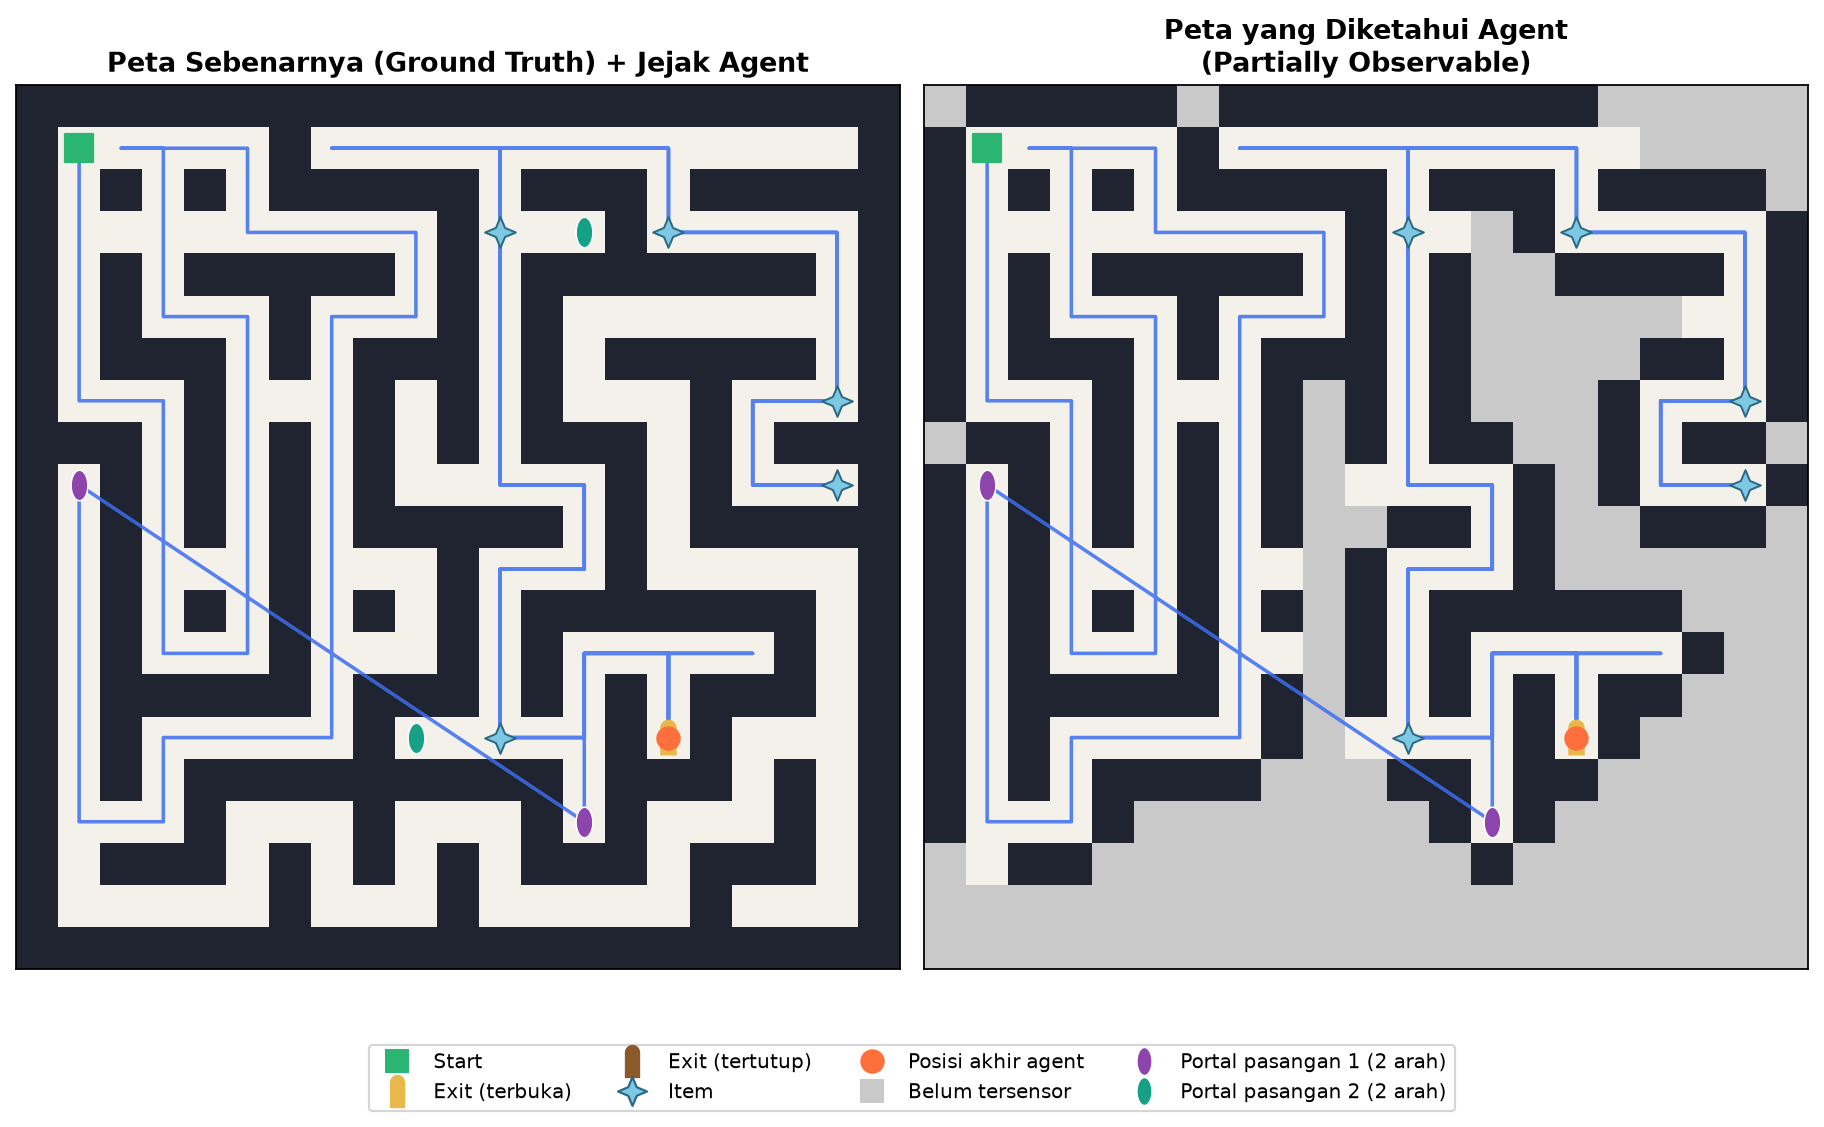 Peta Sebenarnya (Ground Truth) + Jejak Agent
Peta yang Diketahui Agent
(Partially Observable)
Start
Exit (terbuka)
Exit (tertutup)
Item
Posisi akhir agent
Belum tersensor
Portal pasangan 1 (2 arah)
Portal pasangan 2 (2 arah)